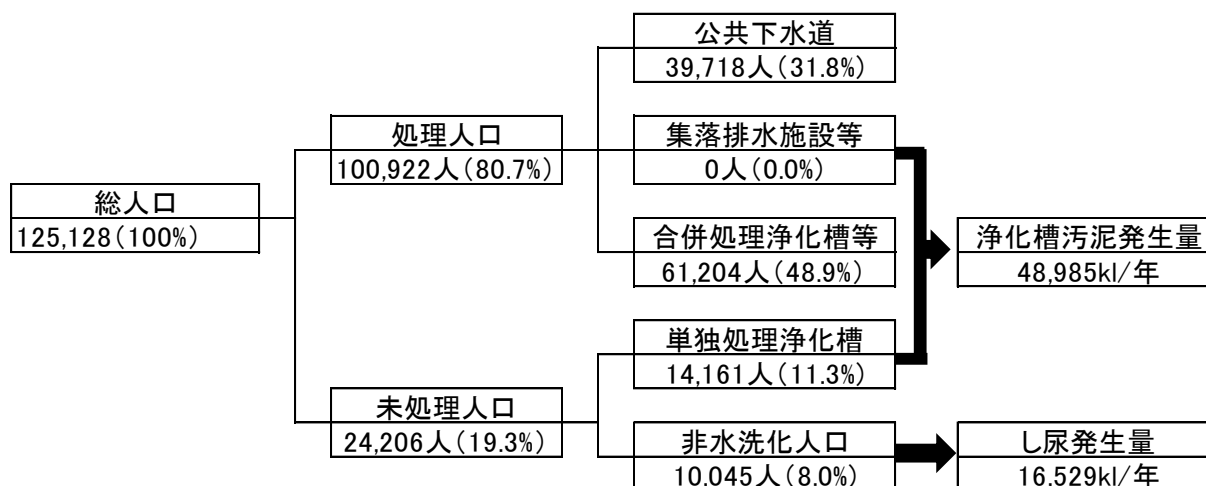 総人口
125,128(100%)
処理人口
100,922人(80.7%)
未処理人口
24,206人(19.3%)
公共下水道
39,718人(31.8%)
集落排水施設等
0人(0.0%)
合併処理浄化槽等
61,204人(48.9%)
単独処理浄化槽
14,161人(11.3%)
非水洗化人口
10,045人(8.0%)
浄化槽汚泥発生量
48,985kl/年
し尿発生量
16,529kl/年